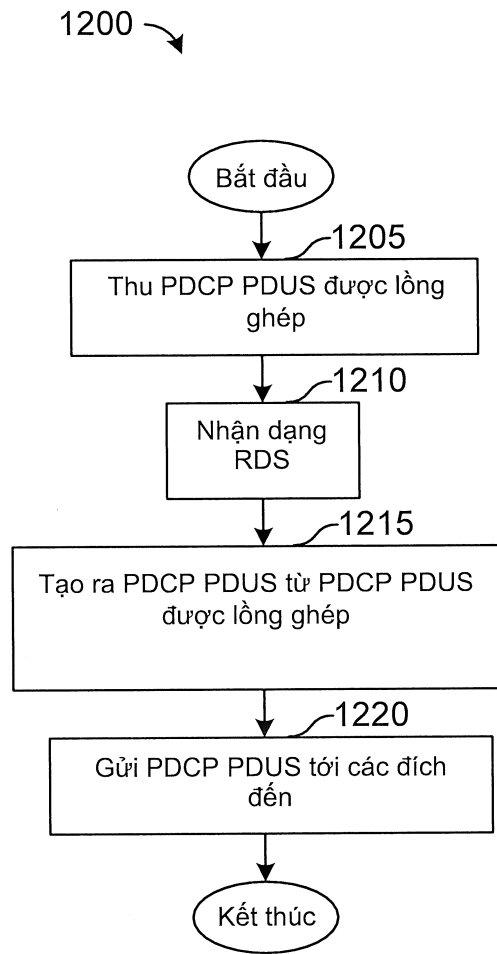 1200
Bắt đầu
1205
Thu PDCP PDUS được lồng
ghép
1210
Nhận dạng
RDS
1215
Tạo ra PDCP PDUS từ PDCP PDUS
được lồng ghép
1220
Gửi PDCP PDUS tới các đích
đến
Kết thúc